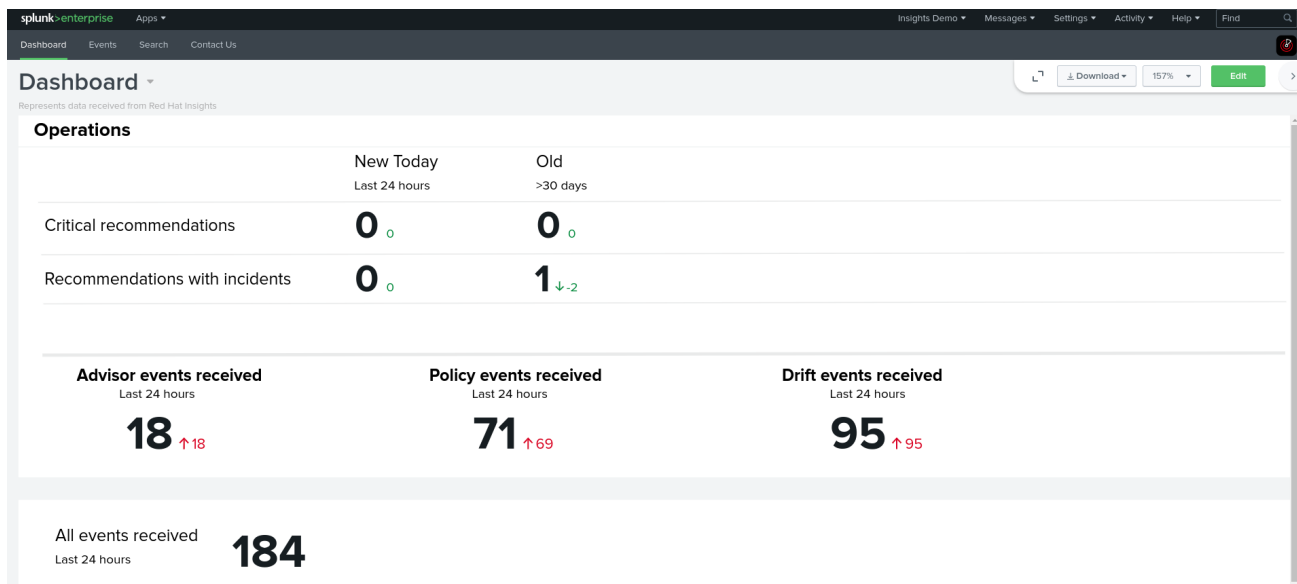 splunk>enterprise Apps Insights Demo Messages Settings Activity Help Find
Dashboard Events Search Contact Us
Dashboard
Download 157% Edit
Represents data received from Red Hat Insights
Operations
New Today Old
Last 24 hours >30 days
Critical recommendations 0 0 0 0
Recommendations with incidents 0 0 1 ↓-2
Advisor events received Policy events received Drift events received
Last 24 hours Last 24 hours Last 24 hours
18 ↑18 71 ↑69 95 ↑95
All events received 184
Last 24 hours